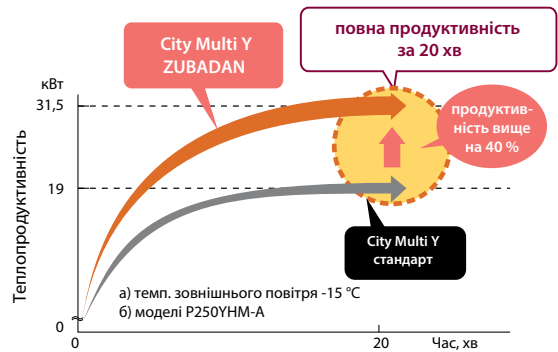 City Multi Y
ZUBADAN
повна продуктивність
за 20 хв
кВт
31,5
продуктив-
ність вище
на 40 %
19
Теплопродуктивність
City Multi Y
стандарт
а) темп. зовнішнього повітря -15 °C
б) моделі P250YHM-A
0
0
20
Час, хв